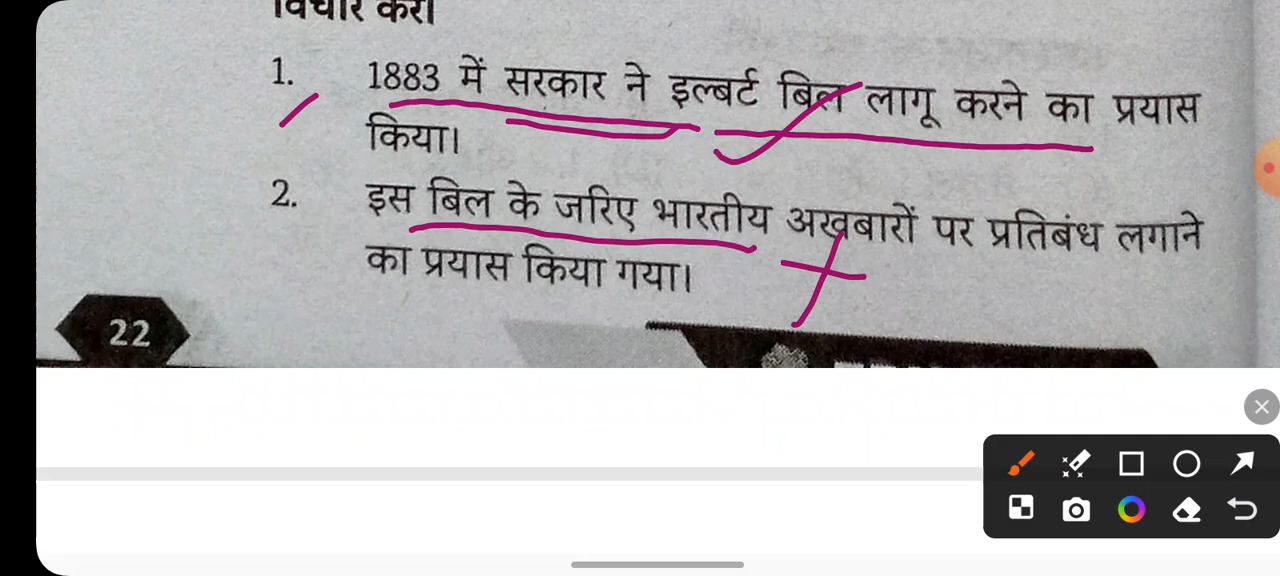 विचार करें।
1. 1883 में सरकार ने इल्बर्ट बिल लागू करने का प्रयास
किया।
2. इस बिल के जरिए भारतीय अखबारों पर प्रतिबंध लगाने
का प्रयास किया गया।
22